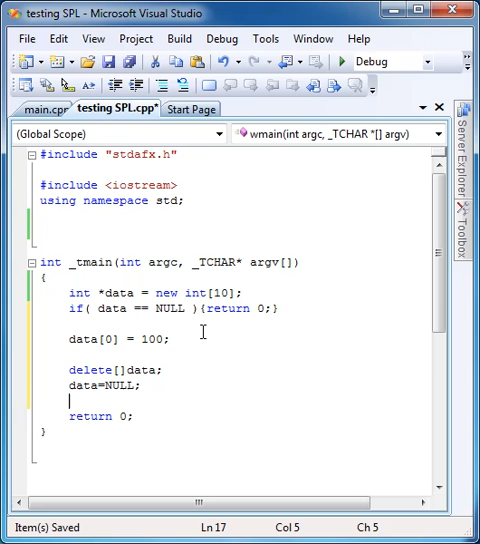 testing SPL - Microsoft Visual Studio
File Edit View Project Build Debug
Tools Window Help
Debug
main.cpp testing SPL.cpp* Start Page
(Global Scope) wmain(int argc, _TCHAR *[] argv)
#include "stdafx.h"
#include <iostream>
using namespace std;
int _tmain(int argc, _TCHAR* argv[])
{
int *data = new int[10];
if( data == NULL ){return 0;}
data[0] = 100;
delete[]data;
data=NULL;
return 0;
}
Server Explorer
Toolbox
Item(s) Saved Ln 17 Col 5 Ch 5